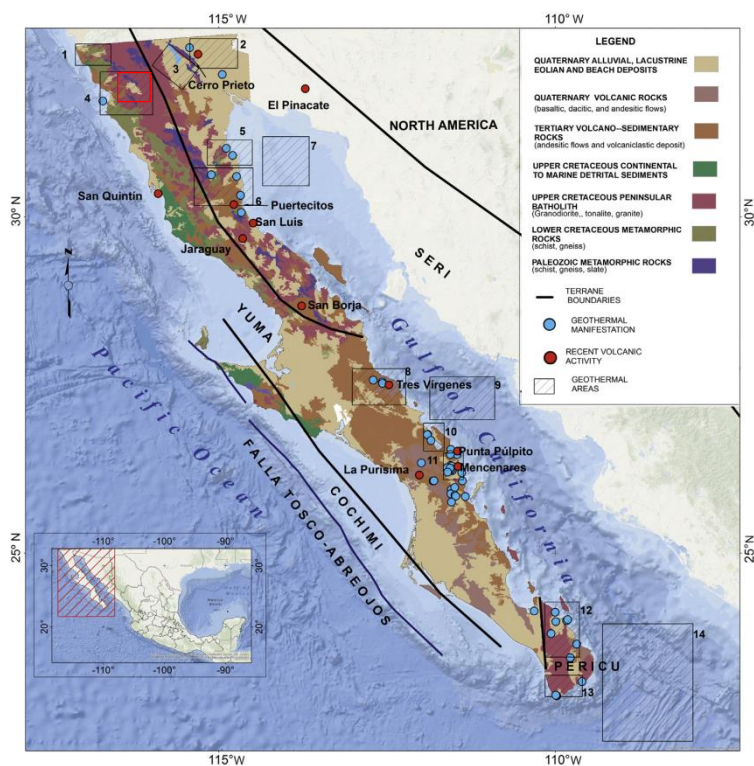 115°W
110°W
LEGEND
QUATERNARY ALLUVIAL, LACUSTRINE
EOLIAN AND BEACH DEPOSITS
QUATERNARY VOLCANIC ROCKS
(basaltic, dacitic, and andesitic flows)
TERTIARY VOLCANO--SEDIMENTARY
ROCKS
(andesitic flows and volcaniclastic deposit)
UPPER CRETACEOUS CONTINENTAL
TO MARINE DETRITAL SEDIMENTS
UPPER CRETACEOUS PENINSULAR
BATHOLITH
(Granodiorite,, tonalite, granite)
LOWER CRETACEOUS METAMORPHIC
ROCKS
(schist, gneiss)
PALEOZOIC METAMORPHIC ROCKS
(schist, gneiss, slate)
TERRANE
BOUNDARIES
GEOTHERMAL
MANIFESTATION
RECENT VOLCANIC
ACTIVITY
GEOTHERMAL
AREAS
1
2
3
4
Cerro Prieto
El Pinacate
NORTH AMERICA
5
7
6
San Quintín
Puertecitos
San Luis
30°N
30°N
Jaraguay
SERI
N
San Borja
YUMA
Gulf of California
Pacific Ocean
8
9
Tres Virgenes
10
11
Punta Púlpito
Mencenares
La Purisima
COCHIMI
FALLA TOSCO-ABREOJOS
25°N
25°N
-110°
-100°
-90°
30°
30°
20°
20°
-110°
-100°
-90°
12
14
PERICU
13
115°W
110°W